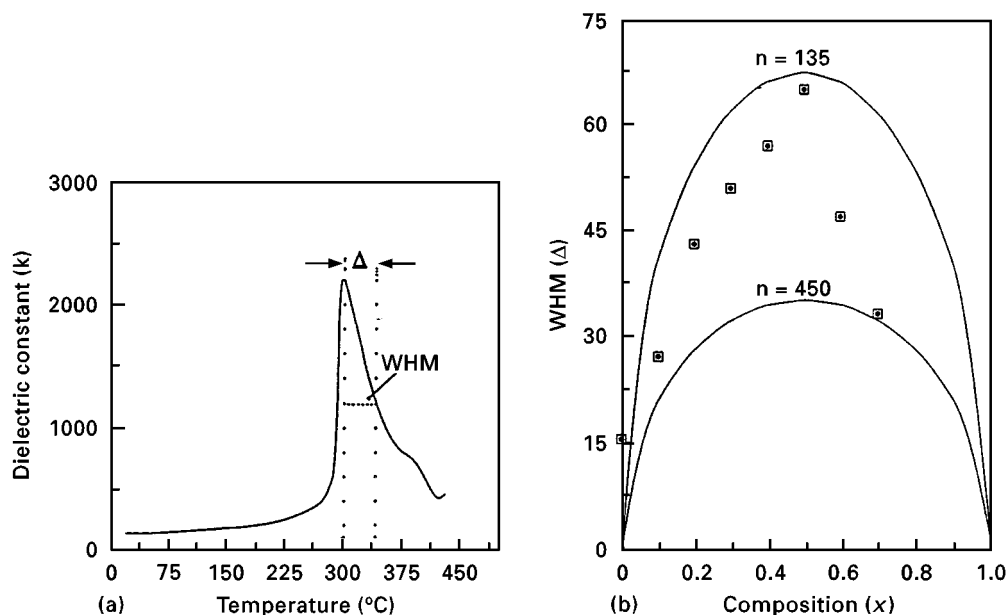 3000
2000
1000
0
Dielectric constant (k)
Δ
WHM
0 75 150 225 300 375 450
(a) Temperature (ºC)
75
60
45
30
15
0
WHM (Δ)
n = 135
n = 450
0 0.2 0.4 0.6 0.8 1.0
(b) Composition (x)